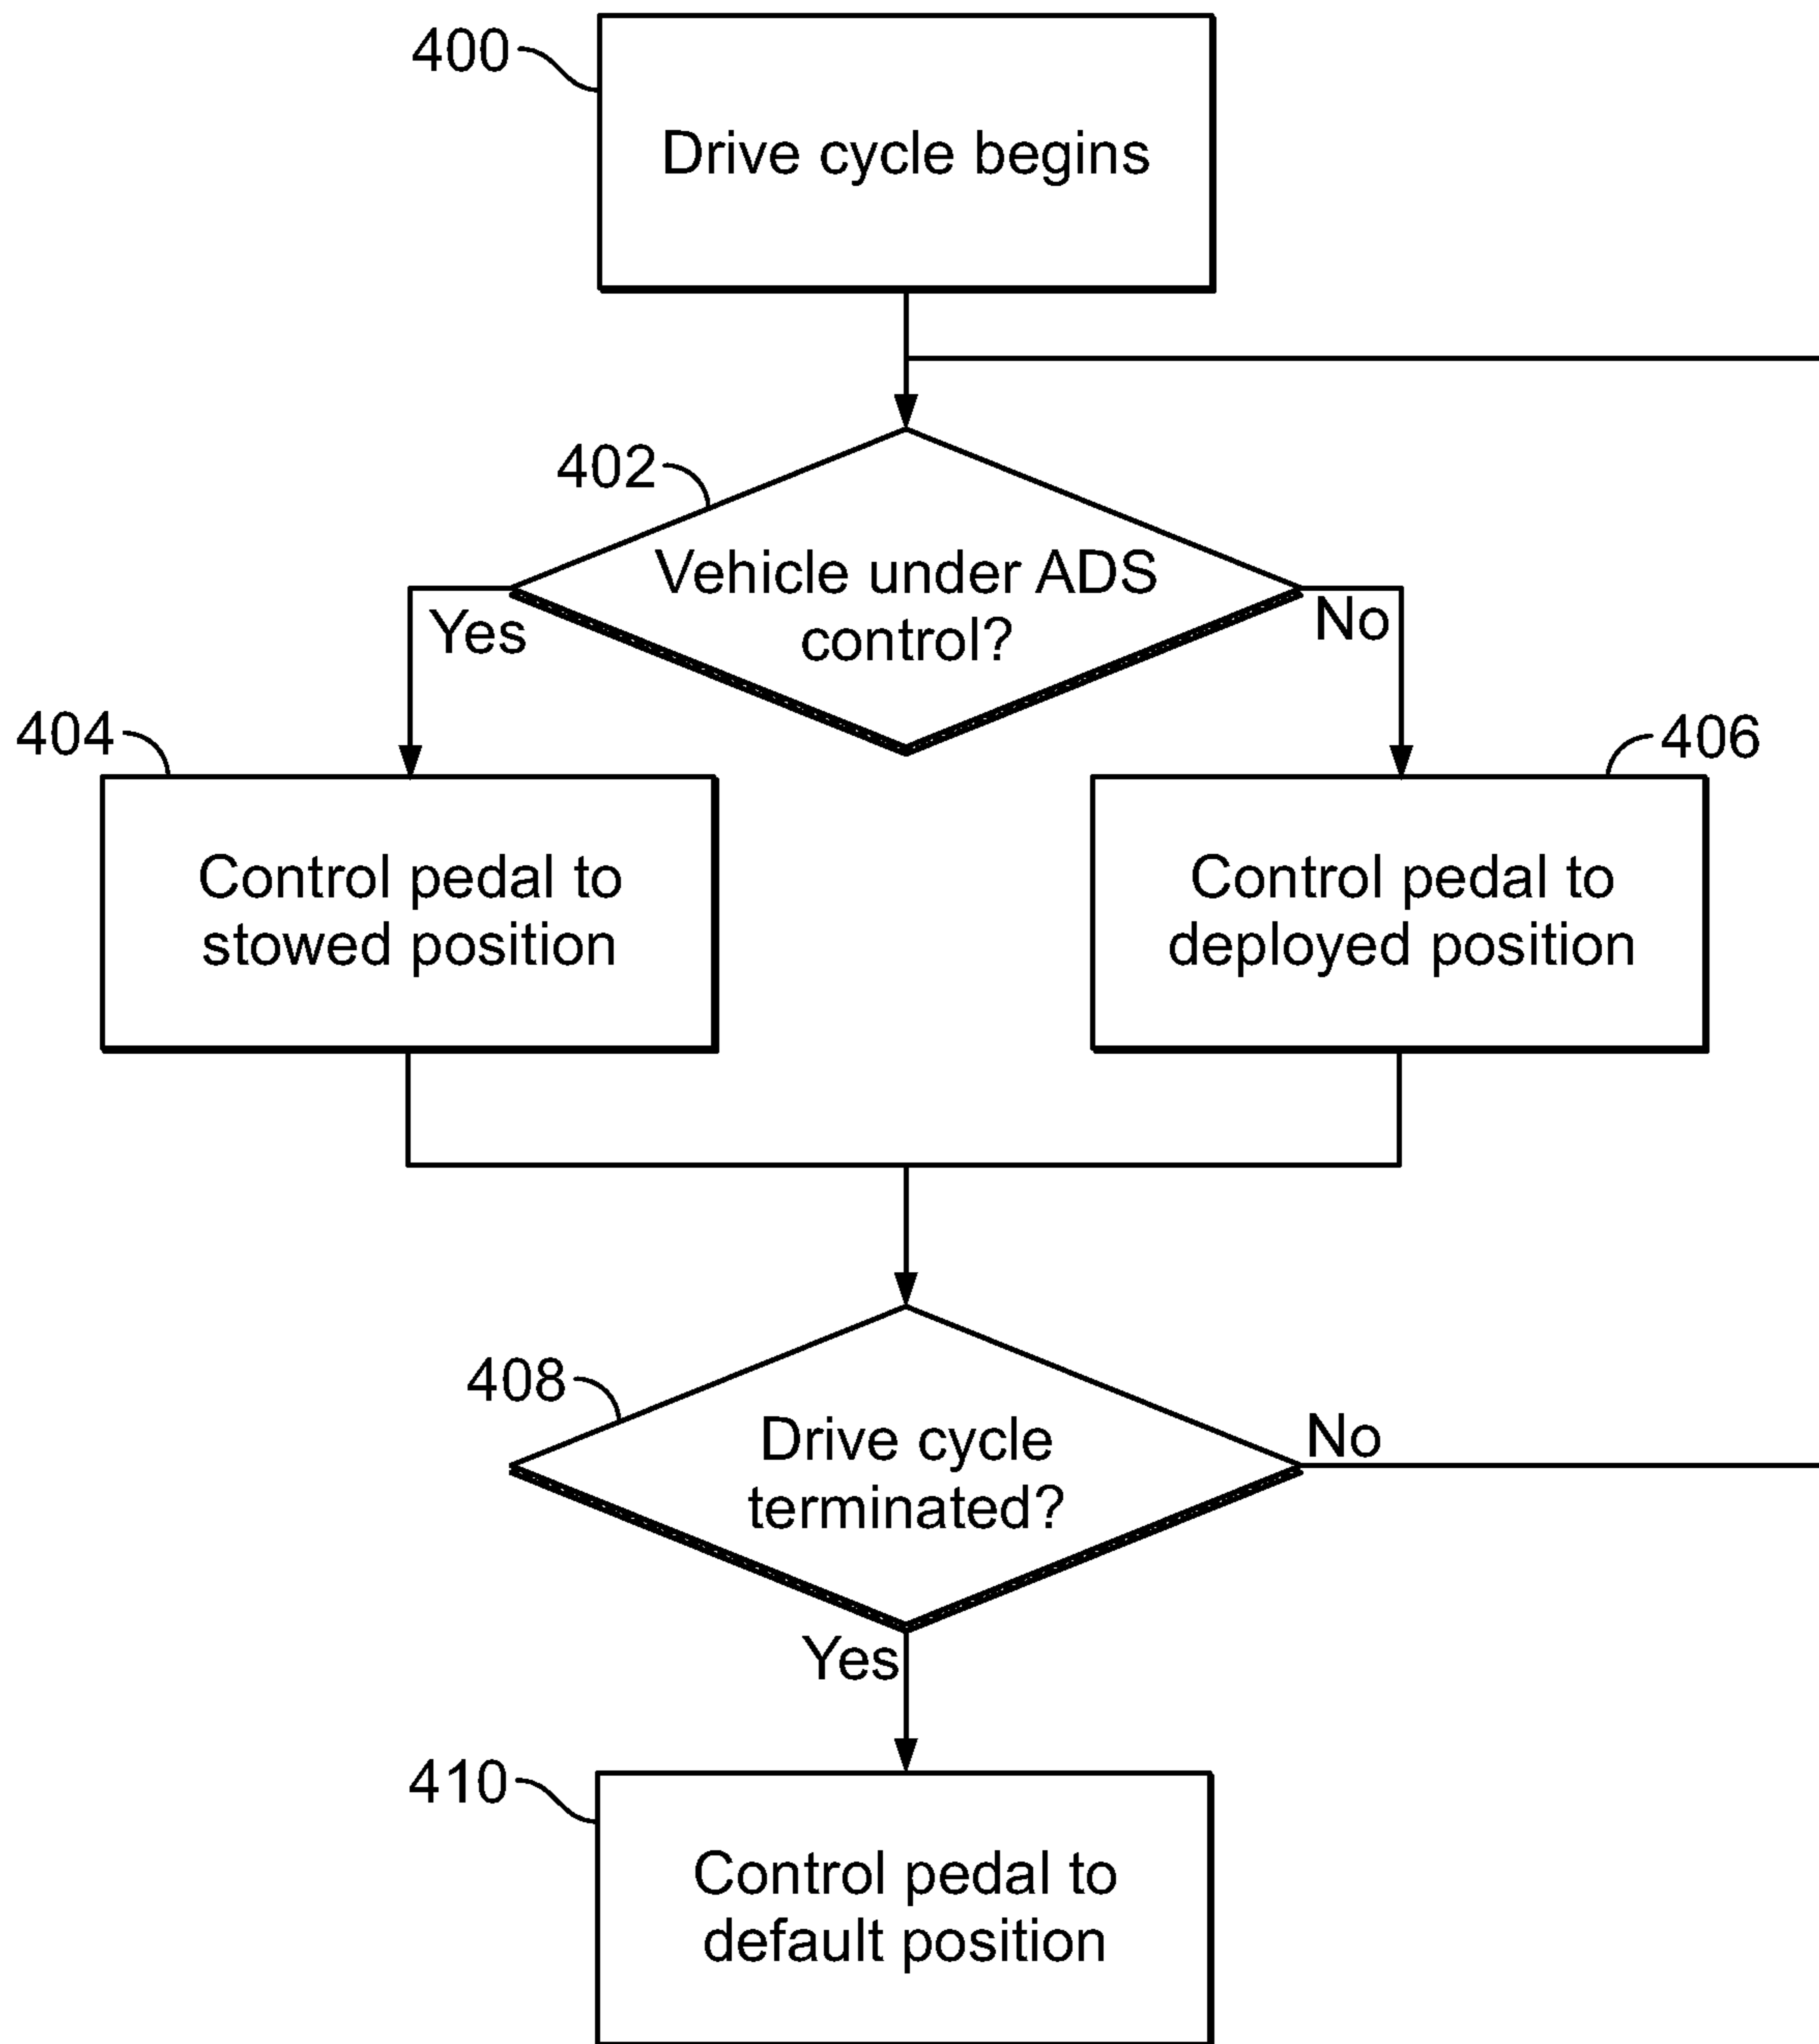 400
Drive cycle begins
402
Vehicle under ADS
control?
Yes
No
404
406
Control pedal to
stowed position
Control pedal to
deployed position
408
Drive cycle
terminated?
No
Yes
410
Control pedal to
default position